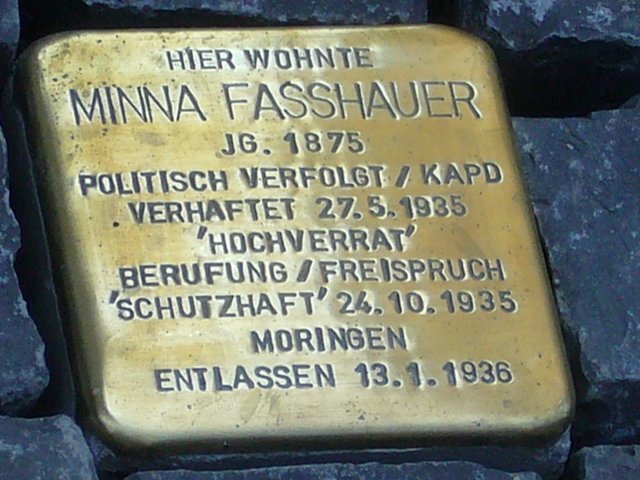 HIER WOHNTE
MINNA FASSHAUER
JG. 1875
POLITISCH VERFOLGT / KAPD
VERHAFTET 27.5.1935
'HOCHVERRAT'
BERUFUNG / FREISPRUCH
'SCHUTZHAFT' 24.10.1935
MORINGEN
ENTLASSEN 13.1.1936